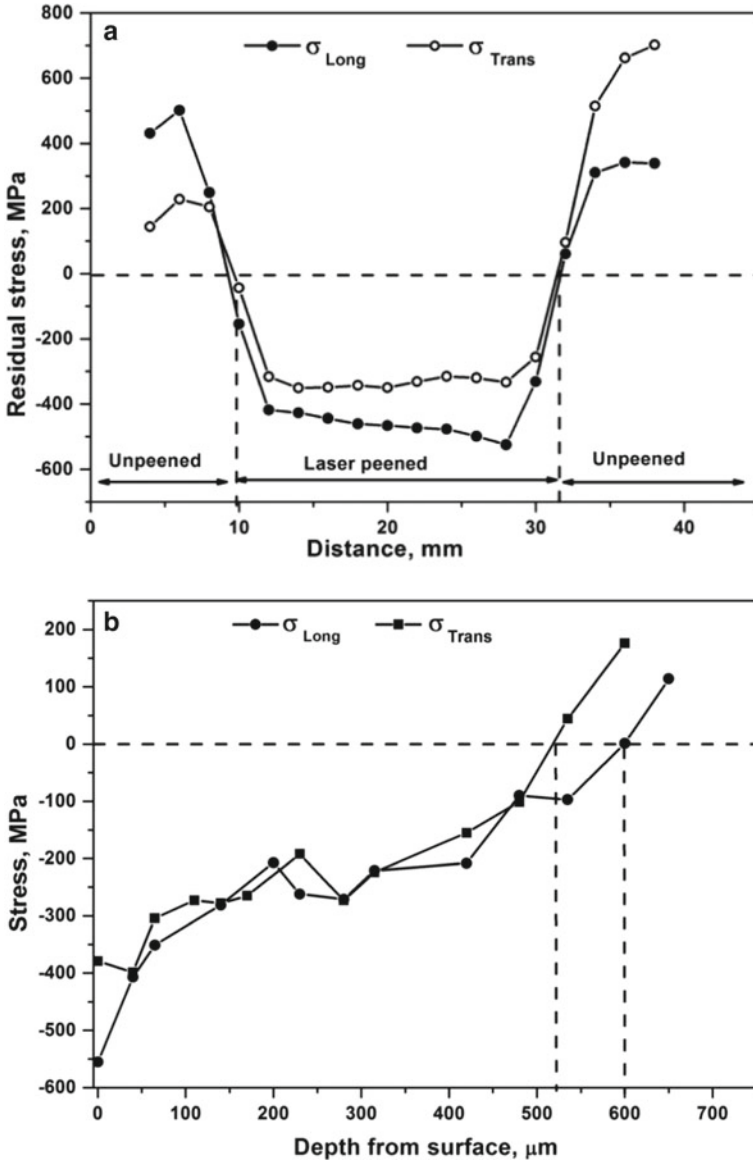 a
σ Long
σ Trans
800
600
400
200
0
-200
-400
-600
Residual stress, MPa
Unpeened
Laser peened
Unpeened
0
10
20
30
40
Distance, mm
b
σ Long
σ Trans
200
100
0
-100
-200
-300
-400
-500
-600
Stress, MPa
0
100
200
300
400
500
600
700
Depth from surface, μm